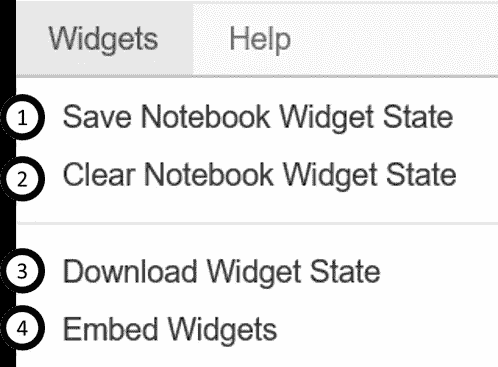 Widgets Help
1 Save Notebook Widget State
2 Clear Notebook Widget State
3 Download Widget State
4 Embed Widgets